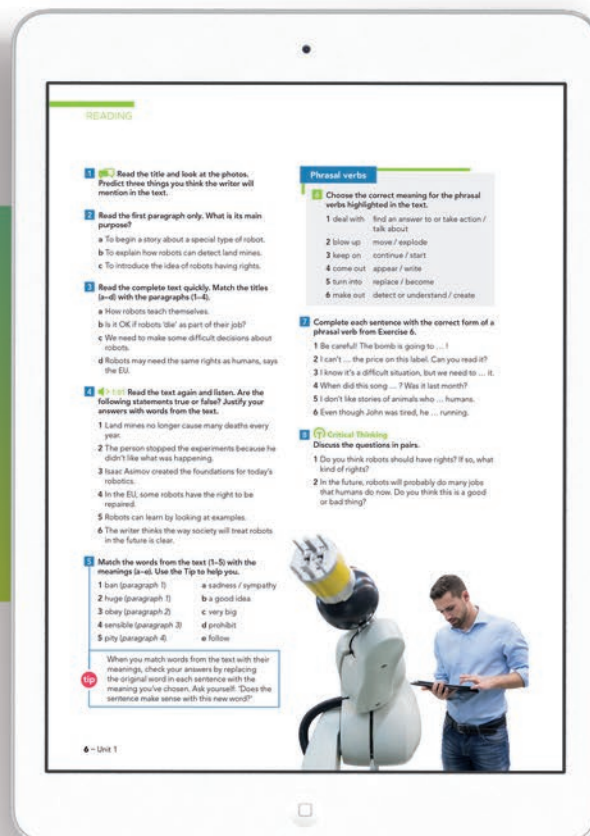 READING
1 Read the title and look at the photos.
Predict three things you think the writer will
mention in the text.
2 Read the first paragraph only. What is its main
purpose?
a To begin a story about a special type of robot.
b To explain how robots can detect land mines.
c To introduce the idea of robots having rights.
3 Read the complete text quickly. Match the titles
(a–d) with the paragraphs (1–4).
a How robots teach themselves.
b Is it OK if robots 'die' as part of their job?
c We need to make some difficult decisions about
robots.
d Robots may need the same rights as humans, says
the EU.
4 Read the text again and listen. Are the
following statements true or false? Justify your
answers with words from the text.
1 Land mines no longer cause many deaths every
year.
2 The person stopped the experiments because he
didn't like what was happening.
3 Isaac Asimov created the foundations for today's
robotics.
4 In the EU, some robots have the right to be
repaired.
5 Robots can learn by looking at examples.
6 The writer thinks the way society will treat robots
in the future is clear.
5 Match the words from the text (1–5) with the
meanings (a–e). Use the Tip to help you.
1 ban (paragraph 1) a sadness / sympathy
2 huge (paragraph 1) b a good idea
3 obey (paragraph 2) c very big
4 sensible (paragraph 3) d prohibit
5 pity (paragraph 4) e follow
tip
When you match words from the text with their
meanings, check your answers by replacing
the original word in each sentence with the
meaning you've chosen. Ask yourself: 'Does the
sentence make sense with this new word?'
6 – Unit 1
Phrasal verbs
6 Choose the correct meaning for the phrasal
verbs highlighted in the text.
1 deal with find an answer to or take action /
talk about
2 blow up move / explode
3 keep on continue / start
4 come out appear / write
5 turn into replace / become
6 make out detect or understand / create
7 Complete each sentence with the correct form of a
phrasal verb from Exercise 6.
1 Be careful! The bomb is going to … !
2 I can't … the price on this label. Can you read it?
3 I know it's a difficult situation, but we need to … it.
4 When did this song … ? Was it last month?
5 I don't like stories of animals who … humans.
6 Even though John was tired, he … running.
8 Critical Thinking
Discuss the questions in pairs.
1 Do you think robots should have rights? If so, what
kind of rights?
2 In the future, robots will probably do many jobs
that humans do now. Do you think this is a good
or bad thing?